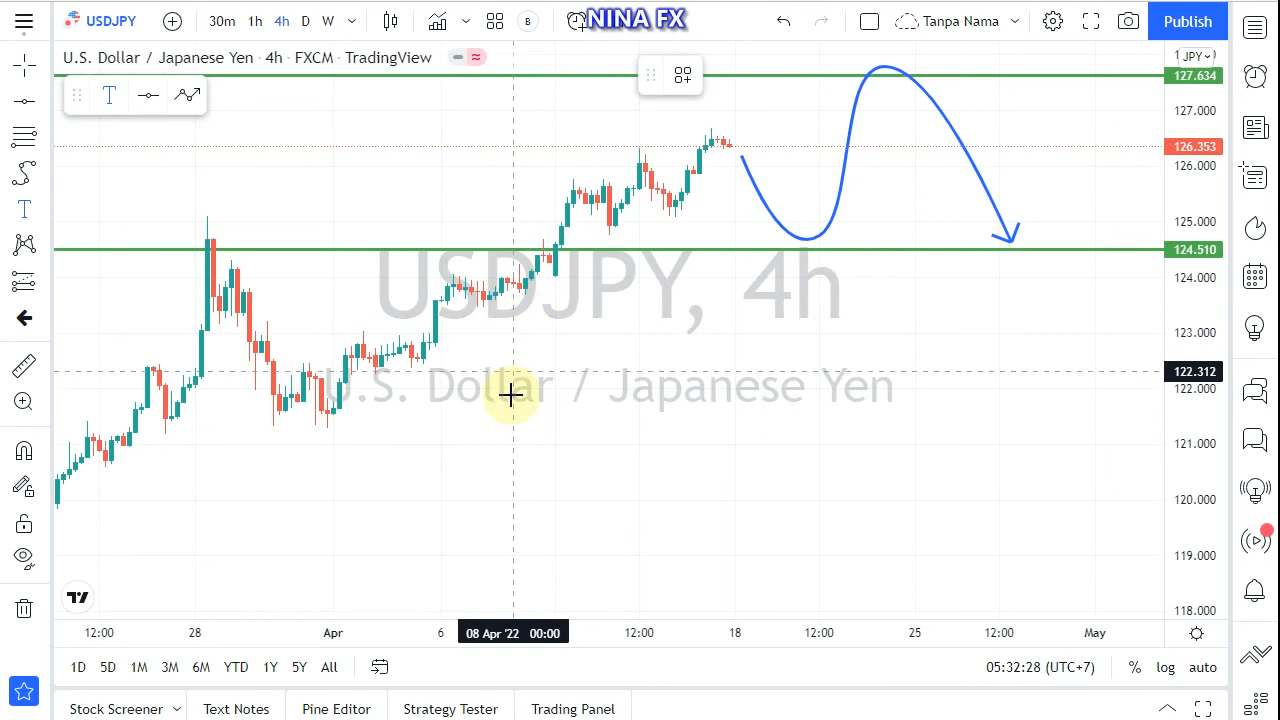 USDJPY
30m 1h 4h D W
B
NINA FX
Tanpa Nama
Publish
U.S. Dollar / Japanese Yen · 4h · FXCM · TradingView
JPY
127.634
127.000
126.353
126.000
125.000
124.510
124.000
123.000
122.312
122.000
121.000
120.000
119.000
118.000
USDJPY, 4h
U.S. Dollar / Japanese Yen
12:00 28 Apr 6 08 Apr '22 00:00 12:00 18 12:00 25 12:00 May
1D 5D 1M 3M 6M YTD 1Y 5Y All
05:32:28 (UTC+7) % log auto
Stock Screener Text Notes Pine Editor Strategy Tester Trading Panel